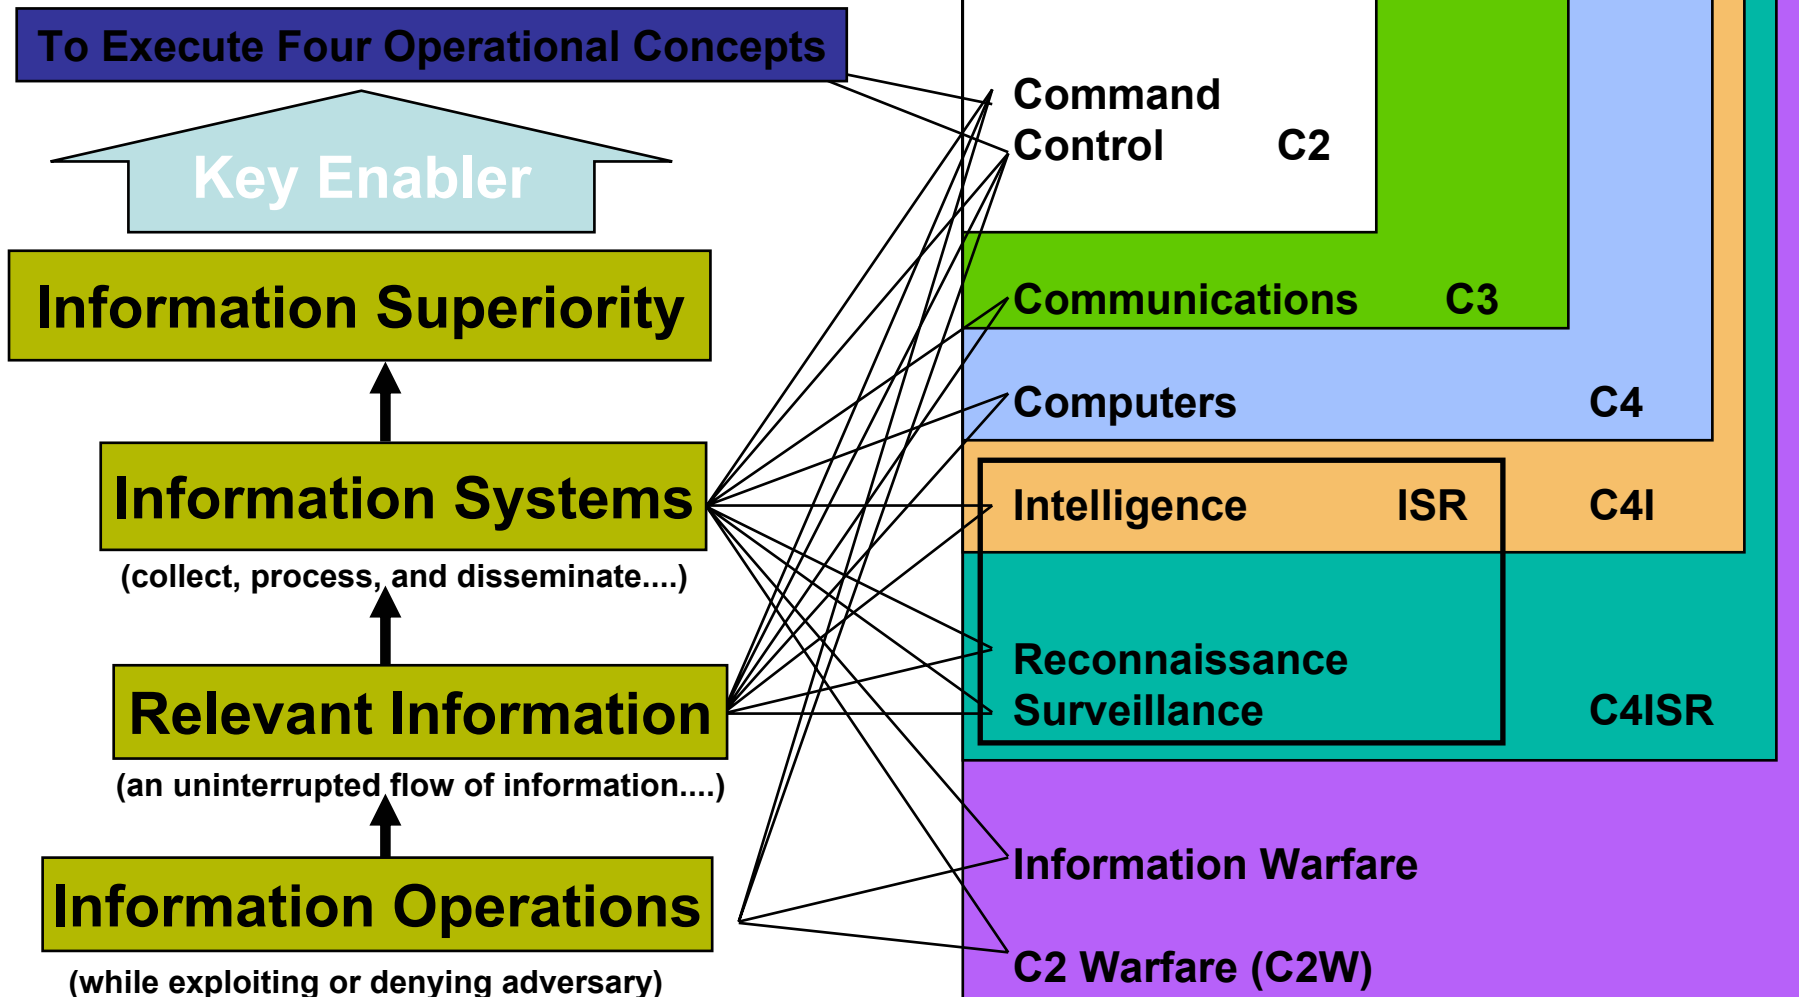 To Execute Four Operational Concepts
Key Enabler
Information Superiority
Information Systems
(collect, process, and disseminate....)
Relevant Information
(an uninterrupted flow of information....)
Information Operations
(while exploiting or denying adversary)
Command
Control C2
Communications C3
Computers C4
Intelligence ISR C4I
Reconnaissance
Surveillance C4ISR
Information Warfare
C2 Warfare (C2W)